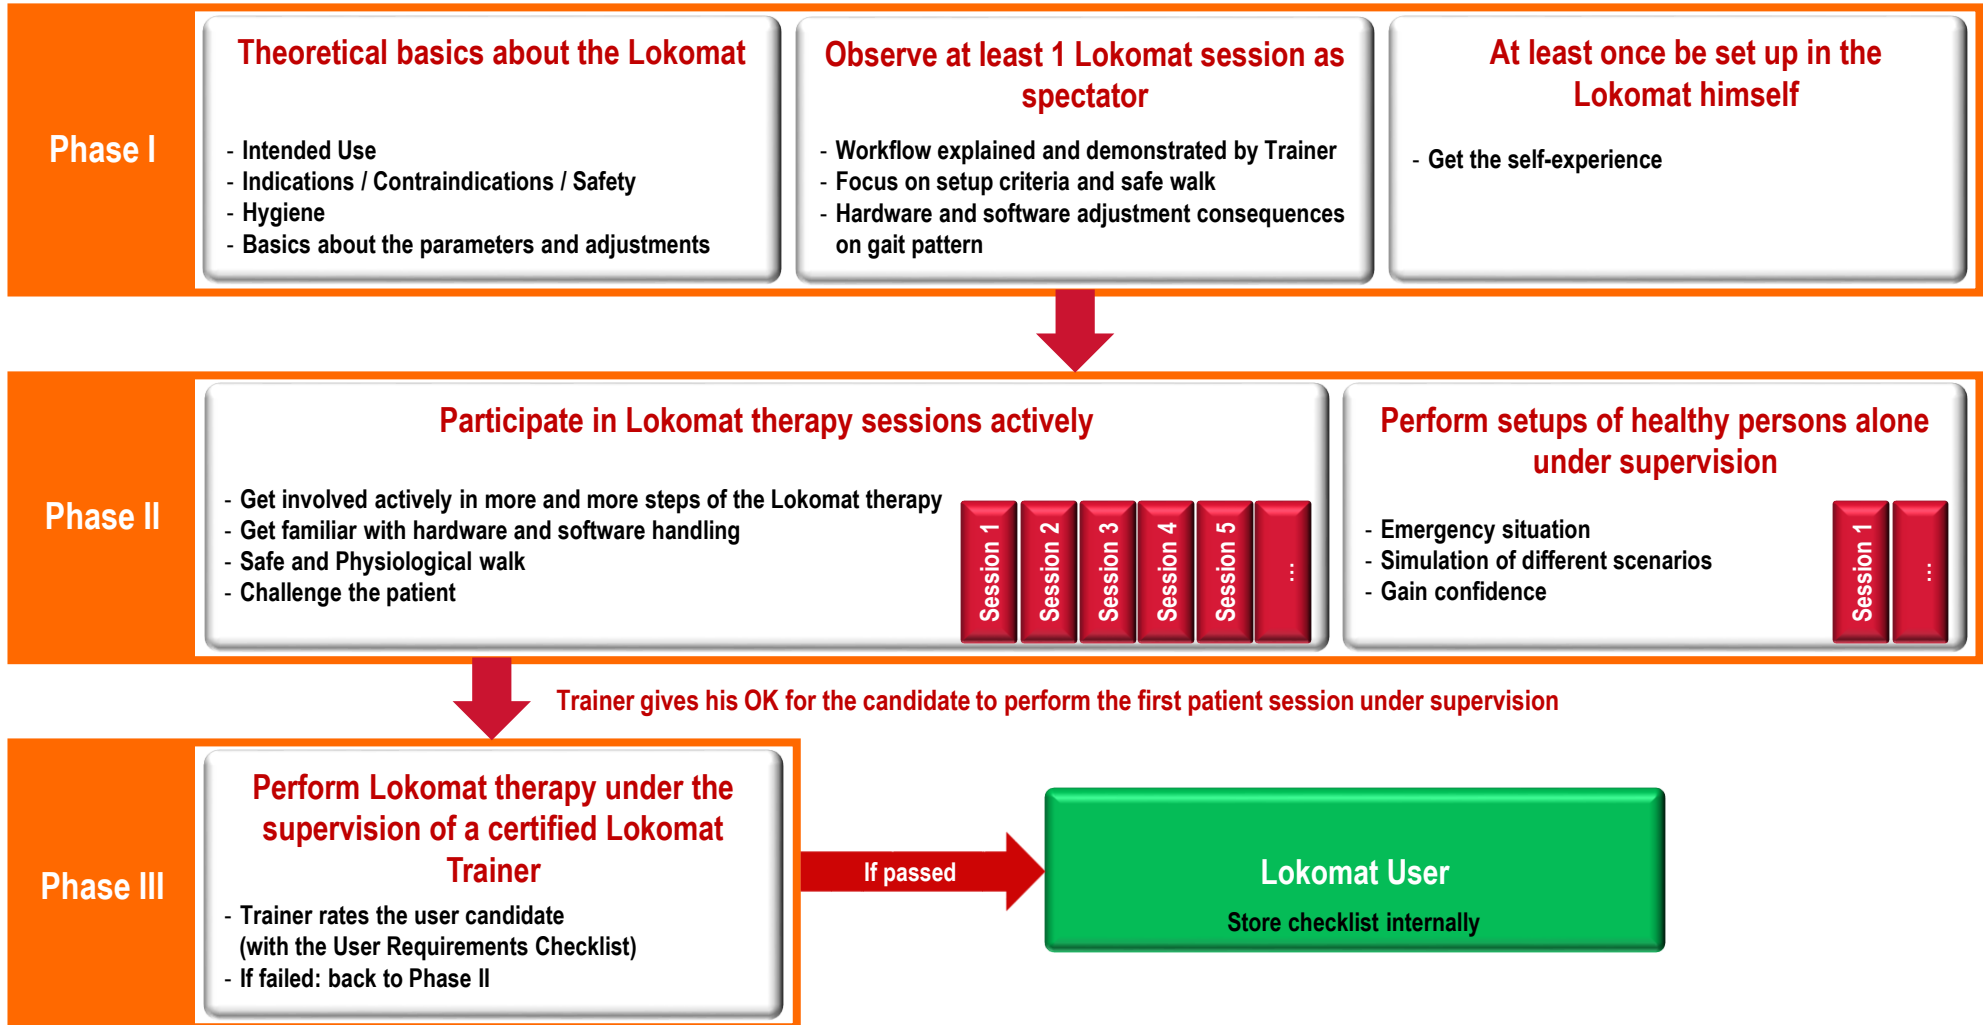 Phase I
Theoretical basics about the Lokomat
- Intended Use
- Indications / Contraindications / Safety
- Hygiene
- Basics about the parameters and adjustments
Observe at least 1 Lokomat session as
spectator
- Workflow explained and demonstrated by Trainer
- Focus on setup criteria and safe walk
- Hardware and software adjustment consequences
on gait pattern
At least once be set up in the
Lokomat himself
- Get the self-experience
Phase II
Participate in Lokomat therapy sessions actively
- Get involved actively in more and more steps of the Lokomat therapy
- Get familiar with hardware and software handling
- Safe and Physiological walk
- Challenge the patient
Session 1
Session 2
Session 3
Session 4
Session 5
...
Perform setups of healthy persons alone
under supervision
- Emergency situation
- Simulation of different scenarios
- Gain confidence
Session 1
...
Trainer gives his OK for the candidate to perform the first patient session under supervision
Phase III
Perform Lokomat therapy under the
supervision of a certified Lokomat
Trainer
- Trainer rates the user candidate
(with the User Requirements Checklist)
- If failed: back to Phase II
If passed
Lokomat User
Store checklist internally